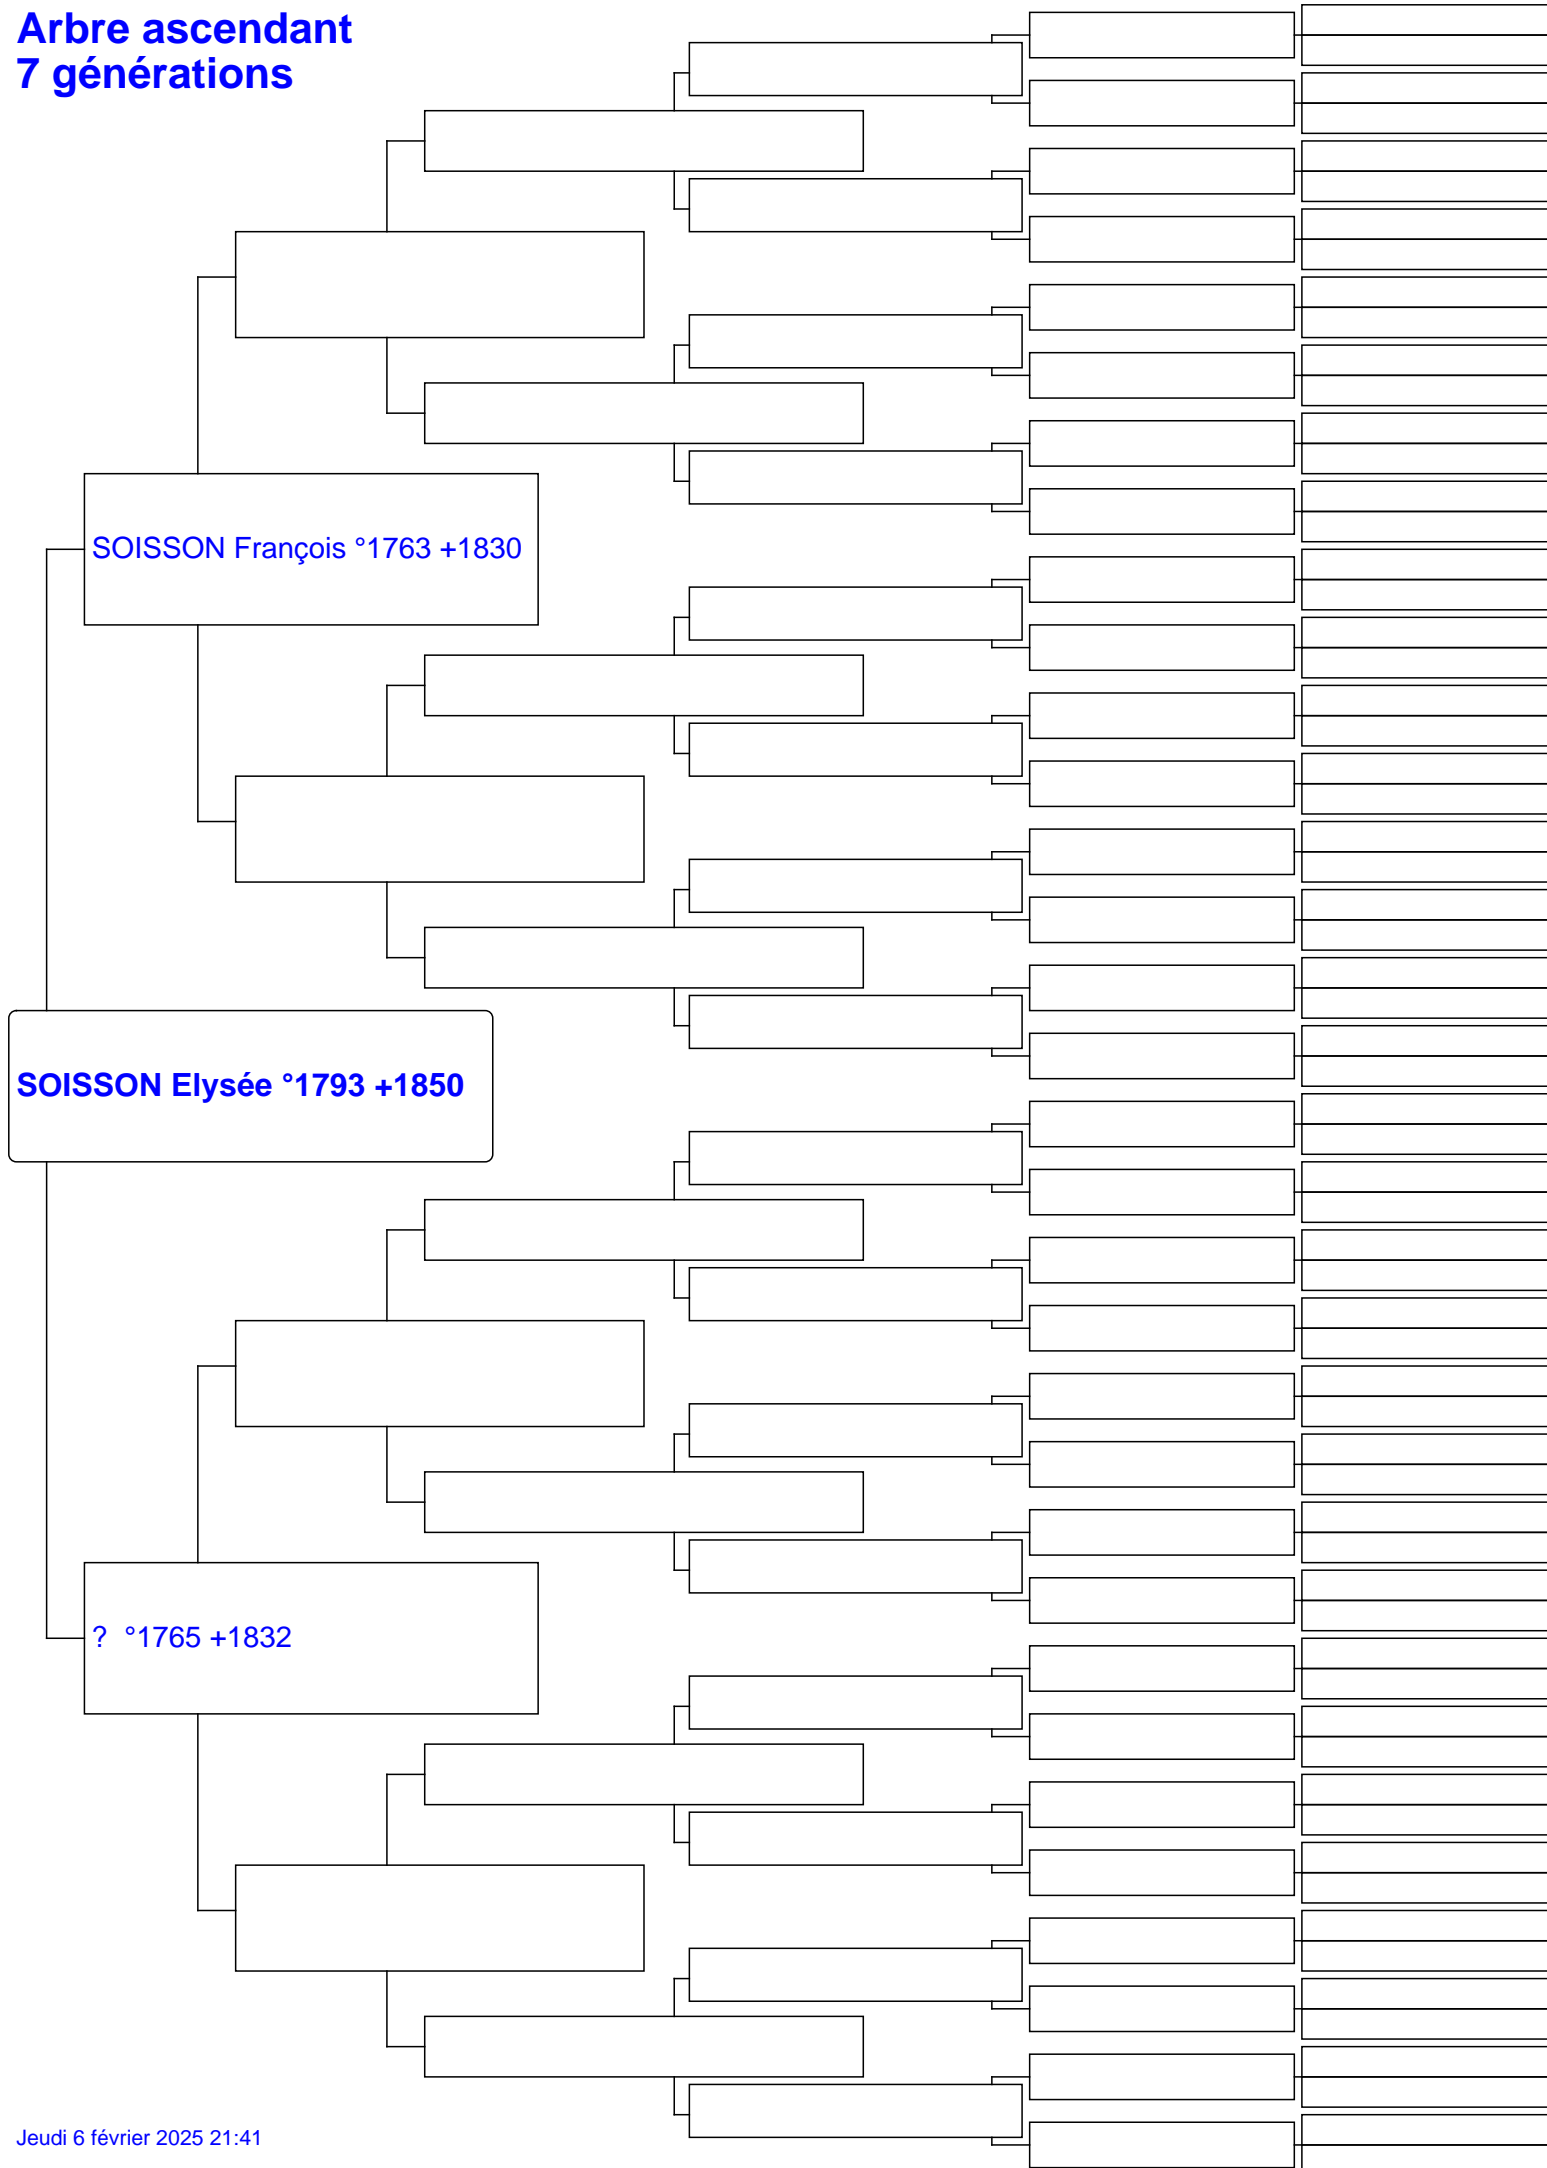 Arbre ascendant
7 générations
SOISSON François °1763 +1830
SOISSON Elysée °1793 +1850
?  °1765 +1832
Jeudi 6 février 2025 21:41